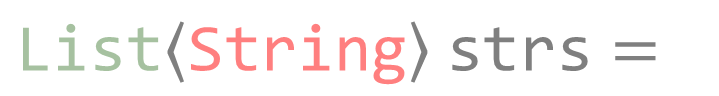 List⟨String⟩ strs =